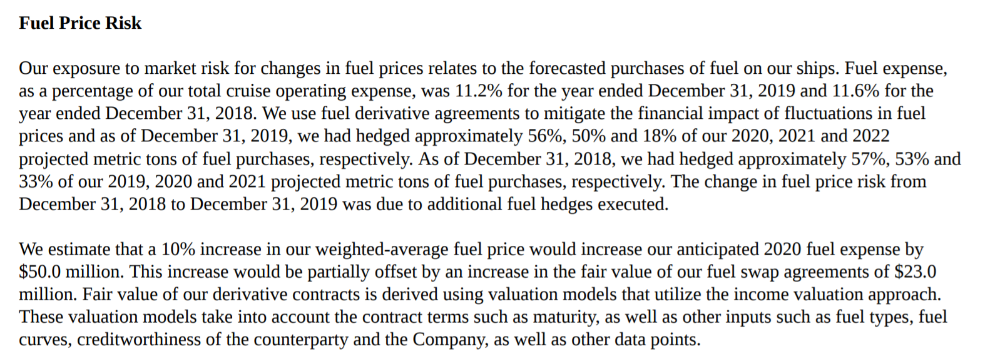 Fuel Price Risk
Our exposure to market risk for changes in fuel prices relates to the forecasted purchases of fuel on our ships. Fuel expense,
as a percentage of our total cruise operating expense, was 11.2% for the year ended December 31, 2019 and 11.6% for the
year ended December 31, 2018. We use fuel derivative agreements to mitigate the financial impact of fluctuations in fuel
prices and as of December 31, 2019, we had hedged approximately 56%, 50% and 18% of our 2020, 2021 and 2022
projected metric tons of fuel purchases, respectively. As of December 31, 2018, we had hedged approximately 57%, 53% and
33% of our 2019, 2020 and 2021 projected metric tons of fuel purchases, respectively. The change in fuel price risk from
December 31, 2018 to December 31, 2019 was due to additional fuel hedges executed.
We estimate that a 10% increase in our weighted-average fuel price would increase our anticipated 2020 fuel expense by
$50.0 million. This increase would be partially offset by an increase in the fair value of our fuel swap agreements of $23.0
million. Fair value of our derivative contracts is derived using valuation models that utilize the income valuation approach.
These valuation models take into account the contract terms such as maturity, as well as other inputs such as fuel types, fuel
curves, creditworthiness of the counterparty and the Company, as well as other data points.